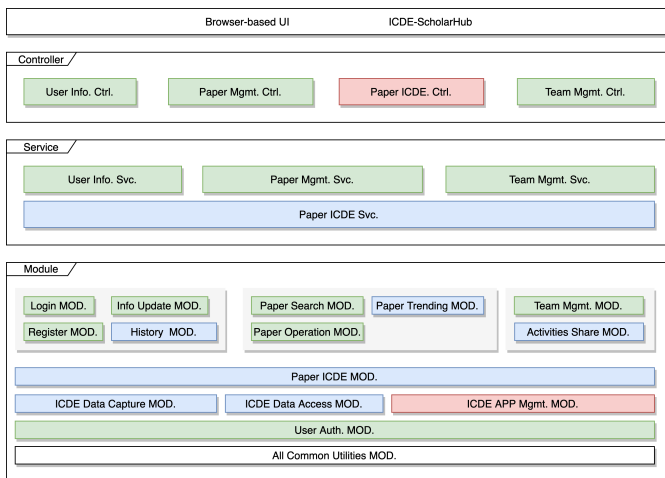 Browser-based UI ICDE-ScholarHub
Controller
User Info. Ctrl. Paper Mgmt. Ctrl. Paper ICDE. Ctrl. Team Mgmt. Ctrl.
Service
User Info. Svc. Paper Mgmt. Svc. Team Mgmt. Svc.
Paper ICDE Svc.
Module
Login MOD. Info Update MOD. Paper Search MOD. Paper Trending MOD. Team Mgmt. MOD.
Register MOD. History MOD. Paper Operation MOD. Activities Share MOD.
Paper ICDE MOD.
ICDE Data Capture MOD. ICDE Data Access MOD. ICDE APP Mgmt. MOD.
User Auth. MOD.
All Common Utilities MOD.